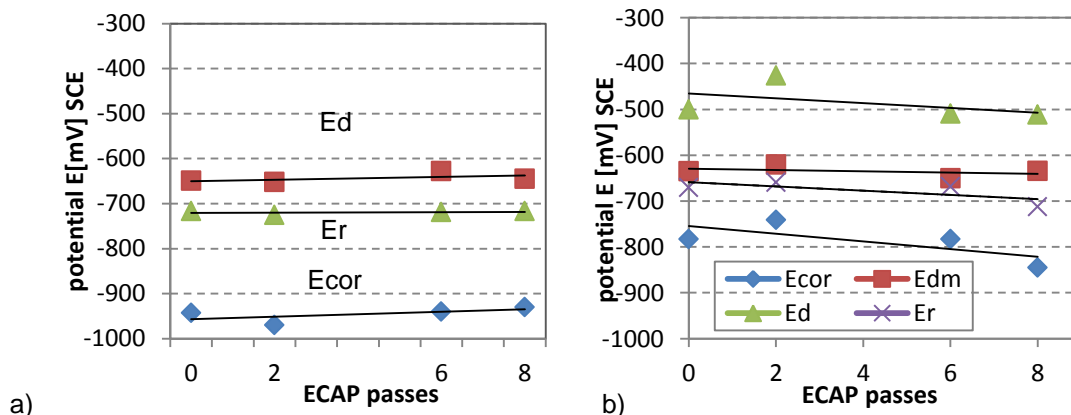 -300
-400
-500
-600
-700
-800
-900
-1000
potential E[mV] SCE
Ed
Er
Ecor
0 2 6 8
ECAP passes
a)
-300
-400
-500
-600
-700
-800
-900
-1000
potential E [mV] SCE
Ecor Edm
Ed Er
0 2 6 8
ECAP passes
b)